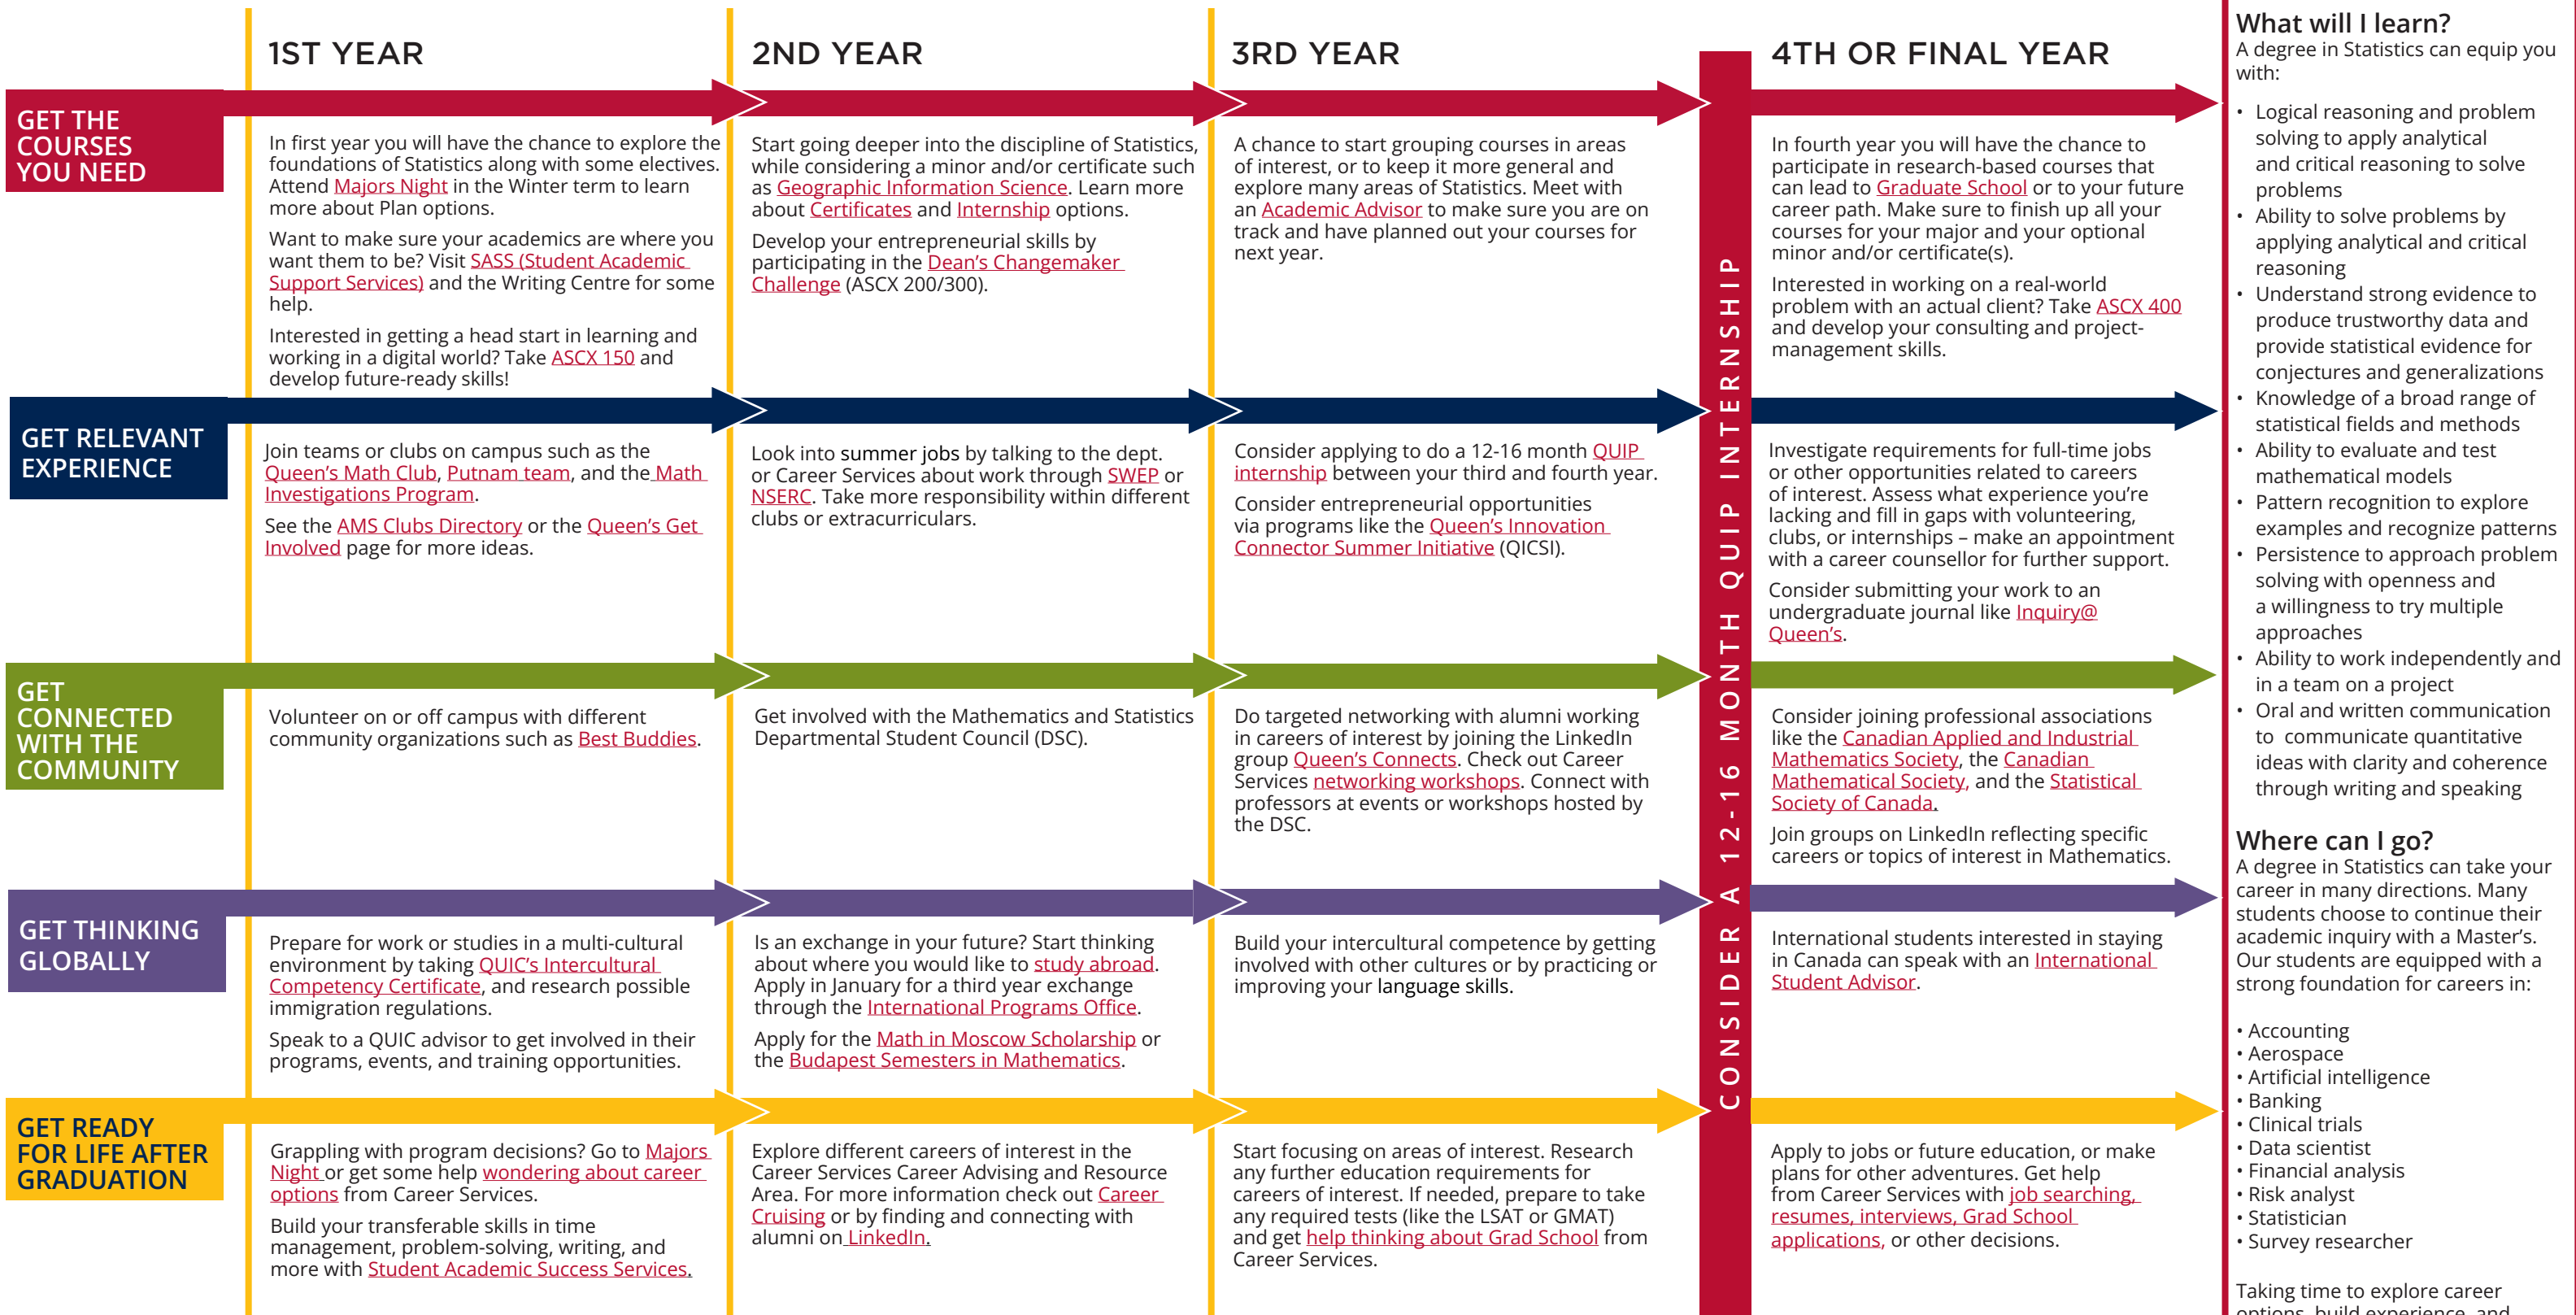 1ST YEAR
2ND YEAR
3RD YEAR
4TH OR FINAL YEAR
GET THE
COURSES
YOU NEED
In first year you will have the chance to explore the
foundations of Statistics along with some electives.
Attend Majors Night in the Winter term to learn
more about Plan options.
Want to make sure your academics are where you
want them to be? Visit SASS (Student Academic
Support Services) and the Writing Centre for some
help.
Interested in getting a head start in learning and
working in a digital world? Take ASCX 150 and
develop future-ready skills!
Start going deeper into the discipline of Statistics,
while considering a minor and/or certificate such
as Geographic Information Science. Learn more
about Certificates and Internship options.
Develop your entrepreneurial skills by
participating in the Dean’s Changemaker
Challenge (ASCX 200/300).
A chance to start grouping courses in areas
of interest, or to keep it more general and
explore many areas of Statistics. Meet with
an Academic Advisor to make sure you are on
track and have planned out your courses for
next year.
In fourth year you will have the chance to
participate in research-based courses that
can lead to Graduate School or to your future
career path. Make sure to finish up all your
courses for your major and your optional
minor and/or certificate(s).
Interested in working on a real-world
problem with an actual client? Take ASCX 400
and develop your consulting and project-
management skills.
GET RELEVANT
EXPERIENCE
Join teams or clubs on campus such as the
Queen’s Math Club, Putnam team, and the Math
Investigations Program.
See the AMS Clubs Directory or the Queen’s Get
Involved page for more ideas.
Look into summer jobs by talking to the dept.
or Career Services about work through SWEP or
NSERC. Take more responsibility within different
clubs or extracurriculars.
Consider applying to do a 12-16 month QUIP
internship between your third and fourth year.
Consider entrepreneurial opportunities
via programs like the Queen’s Innovation
Connector Summer Initiative (QICSI).
Investigate requirements for full-time jobs
or other opportunities related to careers
of interest. Assess what experience you’re
lacking and fill in gaps with volunteering,
clubs, or internships – make an appointment
with a career counsellor for further support.
Consider submitting your work to an
undergraduate journal like Inquiry@
Queen’s.
GET
CONNECTED
WITH THE
COMMUNITY
Volunteer on or off campus with different
community organizations such as Best Buddies.
Get involved with the Mathematics and Statistics
Departmental Student Council (DSC).
Do targeted networking with alumni working
in careers of interest by joining the LinkedIn
group Queen’s Connects. Check out Career
Services networking workshops. Connect with
professors at events or workshops hosted by
the DSC.
Consider joining professional associations
like the Canadian Applied and Industrial
Mathematics Society, the Canadian
Mathematical Society, and the Statistical
Society of Canada.
Join groups on LinkedIn reflecting specific
careers or topics of interest in Mathematics.
GET THINKING
GLOBALLY
Prepare for work or studies in a multi-cultural
environment by taking QUIC’s Intercultural
Competency Certificate, and research possible
immigration regulations.
Speak to a QUIC advisor to get involved in their
programs, events, and training opportunities.
Is an exchange in your future? Start thinking
about where you would like to study abroad.
Apply in January for a third year exchange
through the International Programs Office.
Apply for the Math in Moscow Scholarship or
the Budapest Semesters in Mathematics.
Build your intercultural competence by getting
involved with other cultures or by practicing or
improving your language skills.
International students interested in staying
in Canada can speak with an International
Student Advisor.
GET READY
FOR LIFE AFTER
GRADUATION
Grappling with program decisions? Go to Majors
Night or get some help wondering about career
options from Career Services.
Build your transferable skills in time
management, problem-solving, writing, and
more with Student Academic Success Services.
Explore different careers of interest in the
Career Services Career Advising and Resource
Area. For more information check out Career
Cruising or by finding and connecting with
alumni on LinkedIn.
Start focusing on areas of interest. Research
any further education requirements for
careers of interest. If needed, prepare to take
any required tests (like the LSAT or GMAT)
and get help thinking about Grad School from
Career Services.
Apply to jobs or future education, or make
plans for other adventures. Get help
from Career Services with job searching,
resumes, interviews, Grad School
applications, or other decisions.
CONSIDER A 12-16 MONTH QUIP INTERNSHIP
What will I learn?
A degree in Statistics can equip you
with:
• Logical reasoning and problem
solving to apply analytical
and critical reasoning to solve
problems
• Ability to solve problems by
applying analytical and critical
reasoning
• Understand strong evidence to
produce trustworthy data and
provide statistical evidence for
conjectures and generalizations
• Knowledge of a broad range of
statistical fields and methods
• Ability to evaluate and test
mathematical models
• Pattern recognition to explore
examples and recognize patterns
• Persistence to approach problem
solving with openness and
a willingness to try multiple
approaches
• Ability to work independently and
in a team on a project
• Oral and written communication
to communicate quantitative
ideas with clarity and coherence
through writing and speaking
Where can I go?
A degree in Statistics can take your
career in many directions. Many
students choose to continue their
academic inquiry with a Master’s.
Our students are equipped with a
strong foundation for careers in:
• Accounting
• Aerospace
• Artificial intelligence
• Banking
• Clinical trials
• Data scientist
• Financial analysis
• Risk analyst
• Statistician
• Survey researcher
Taking time to explore career
options, build experience, and